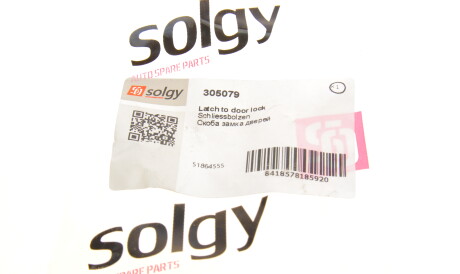 solgy
AUTO SPARE PARTS
solgy
305079
Latch to door lock
Schliessbolzen
Скоба замка дверей
51864555
8418578185920
solgy
AUTO SPARE PARTS